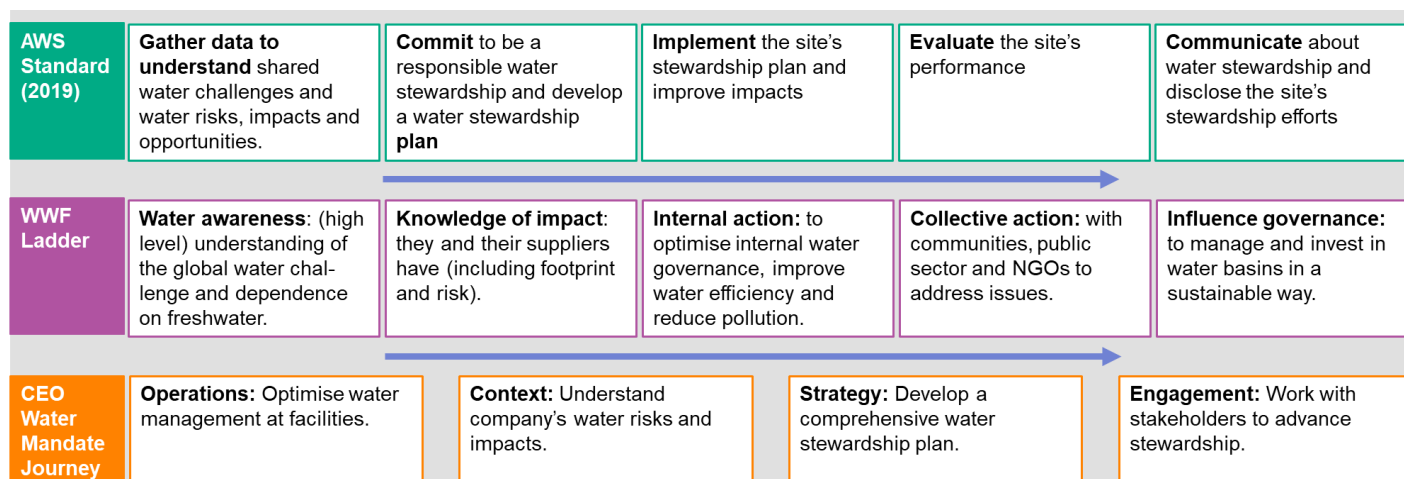 AWS
Standard
(2019)
Gather data to
understand shared
water challenges and
water risks, impacts and
opportunities.
Commit to be a
responsible water
stewardship and develop
a water stewardship
plan
Implement the site's
stewardship plan and
improve impacts
Evaluate the site's
performance
Communicate about
water stewardship and
disclose the site's
stewardship efforts
WWF
Ladder
Water awareness: (high
level) understanding of
the global water chal-
lenge and dependence
on freshwater.
Knowledge of impact:
they and their suppliers
have (including footprint
and risk).
Internal action: to
optimise internal water
governance, improve
water efficiency and
reduce pollution.
Collective action: with
communities, public
sector and NGOs to
address issues.
Influence governance:
to manage and invest in
water basins in a
sustainable way.
CEO
Water
Mandate
Journey
Operations: Optimise water
management at facilities.
Context: Understand
company's water risks and
impacts.
Strategy: Develop a
comprehensive water
stewardship plan.
Engagement: Work with
stakeholders to advance
stewardship.